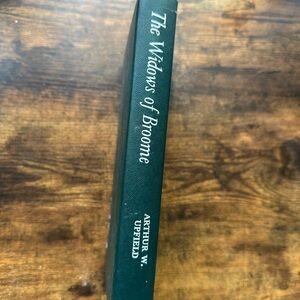 The Widows of Broome
ARTHUR W.
UPFIELD